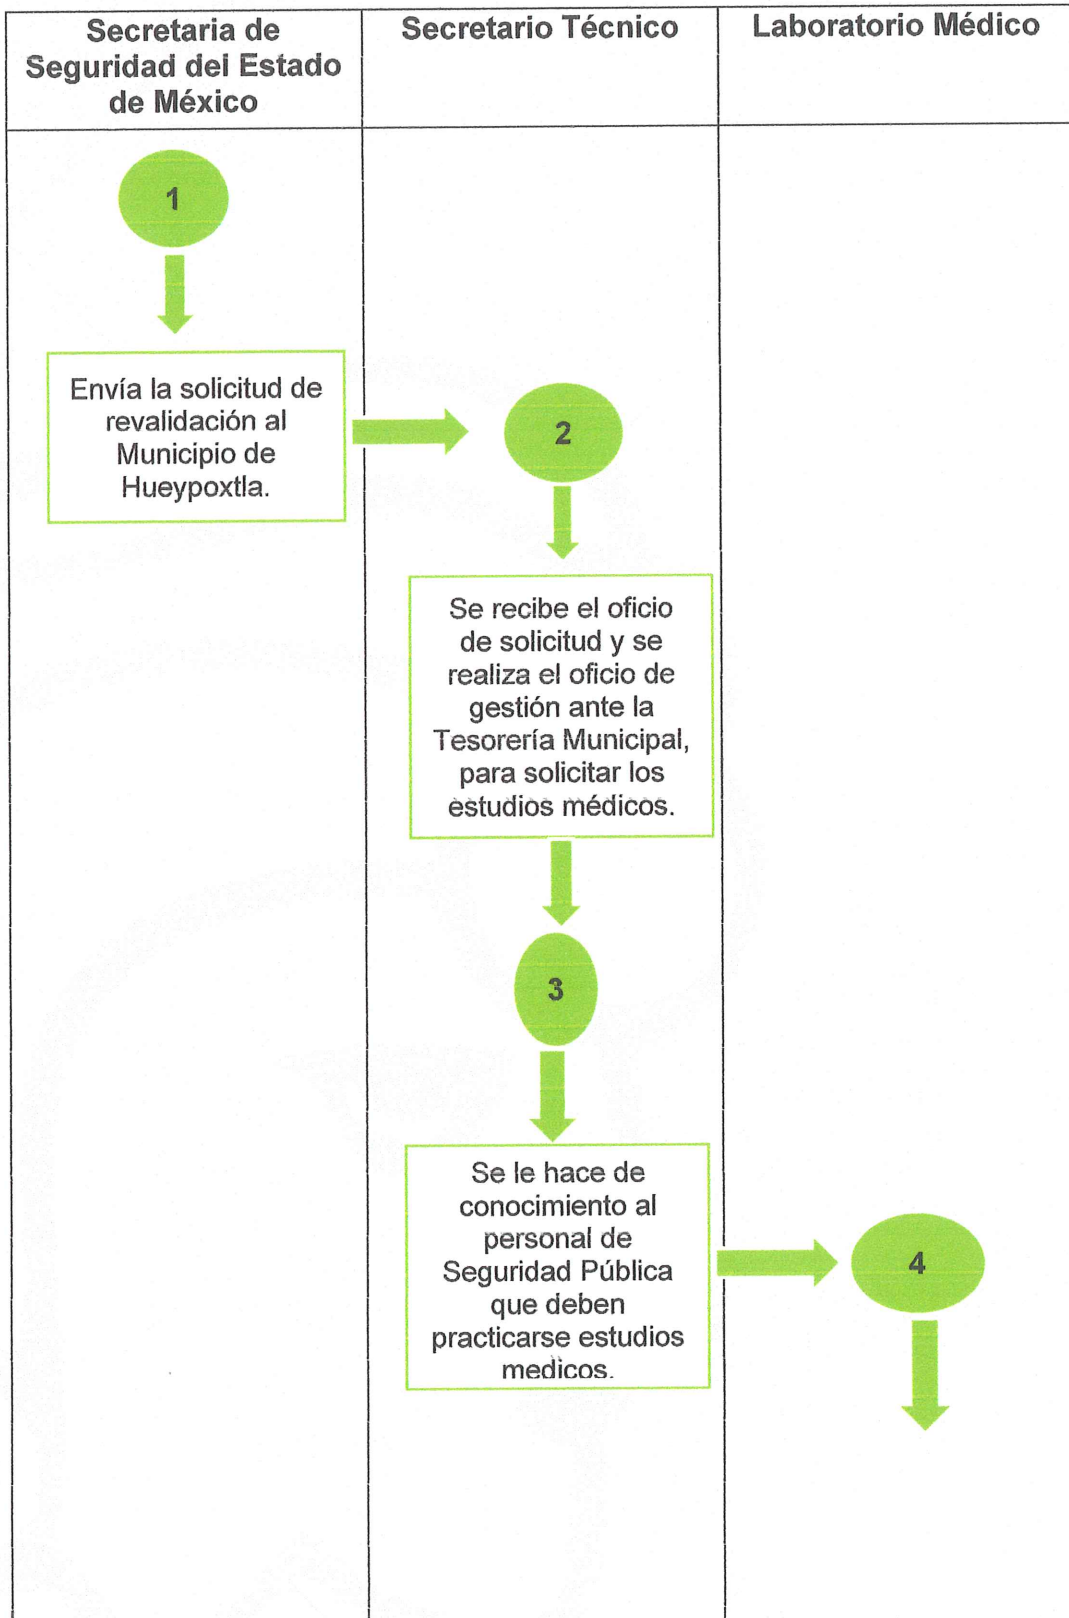 Secretaria de
Seguridad del Estado
de México
Secretario Técnico
Laboratorio Médico
1
Envía la solicitud de
revalidación al
Municipio de
Hueypoxtla.
2
Se recibe el oficio
de solicitud y se
realiza el oficio de
gestión ante la
Tesorería Municipal,
para solicitar los
estudios médicos.
3
Se le hace de
conocimiento al
personal de
Seguridad Pública
que deben
practicarse estudios
medicos.
4